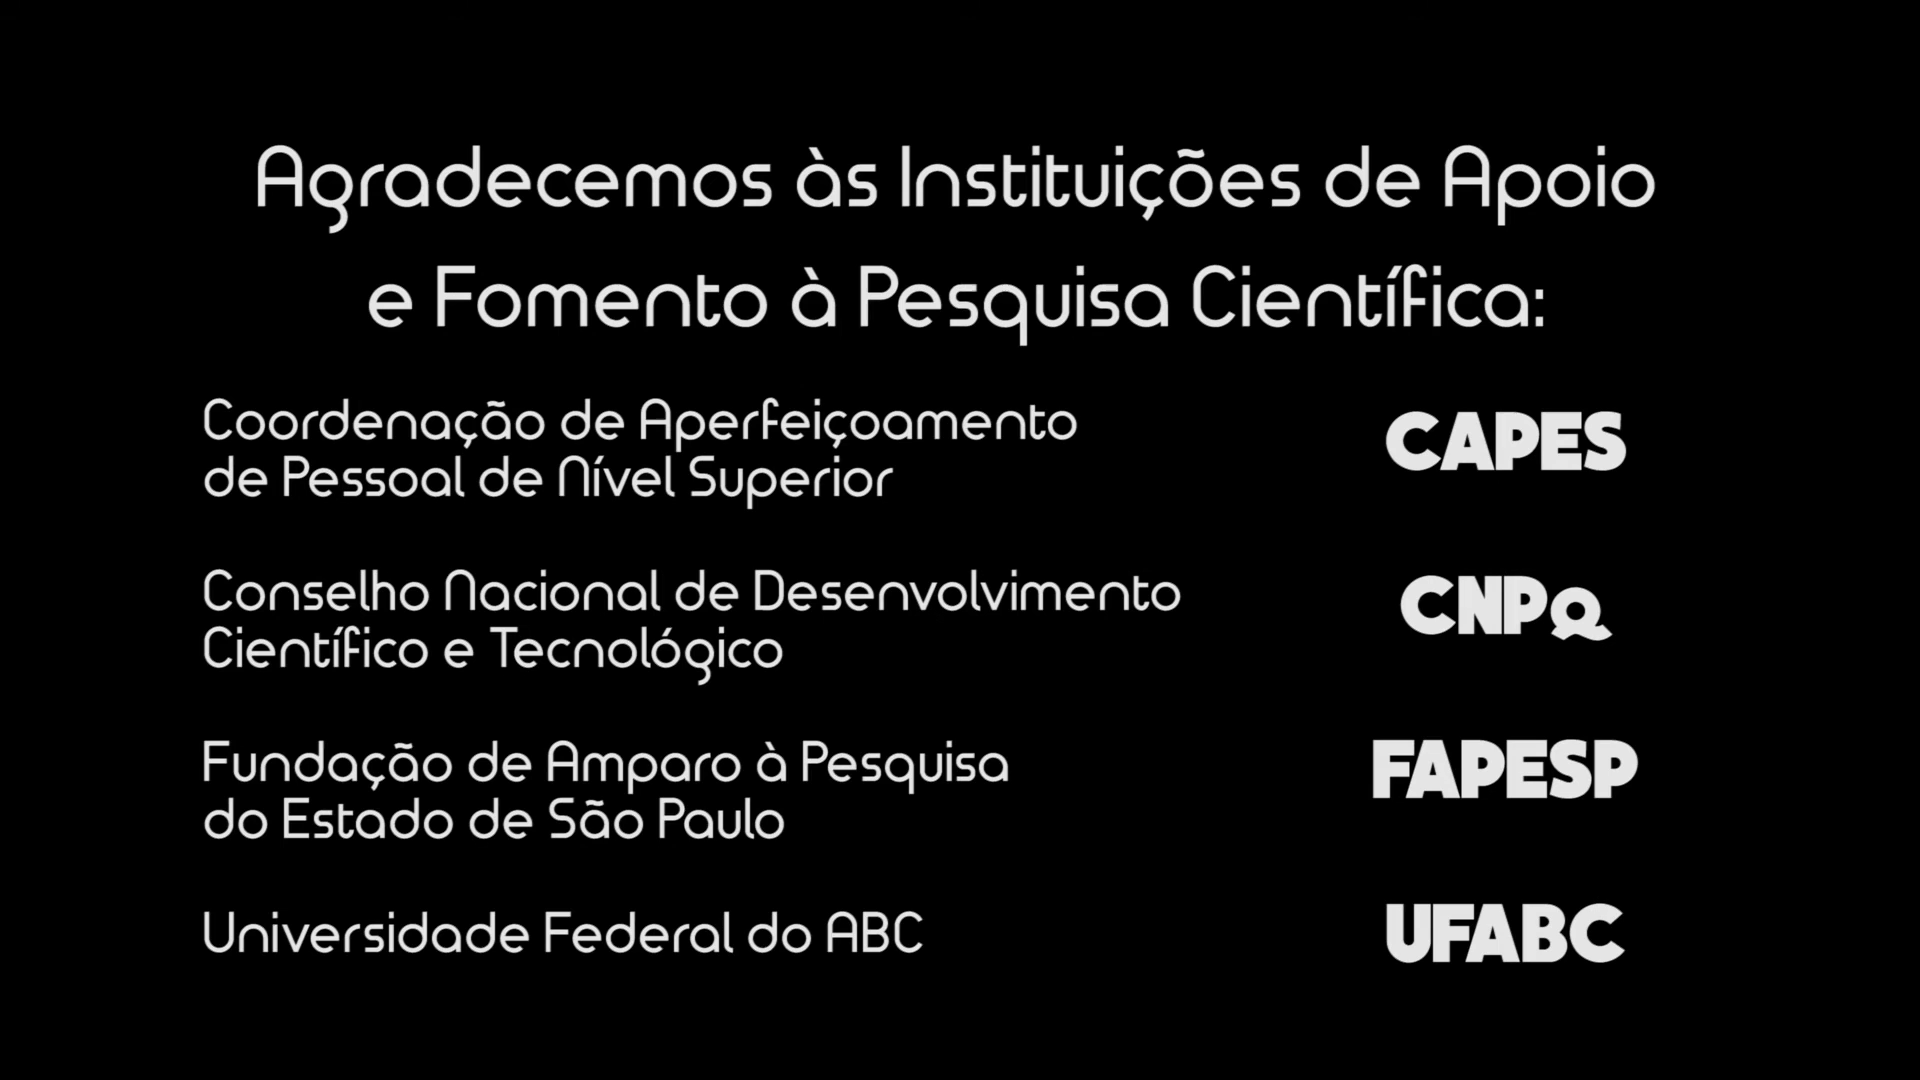 Agradecemos às Instituições de Apoio
e Fomento à Pesquisa Científica:
Coordenação de Aperfeiçoamento
de Pessoal de Nível Superior
CAPES
Conselho Nacional de Desenvolvimento
Científico e Tecnológico
CNPQ
Fundação de Amparo à Pesquisa
do Estado de São Paulo
FAPESP
Universidade Federal do ABC
UFABC